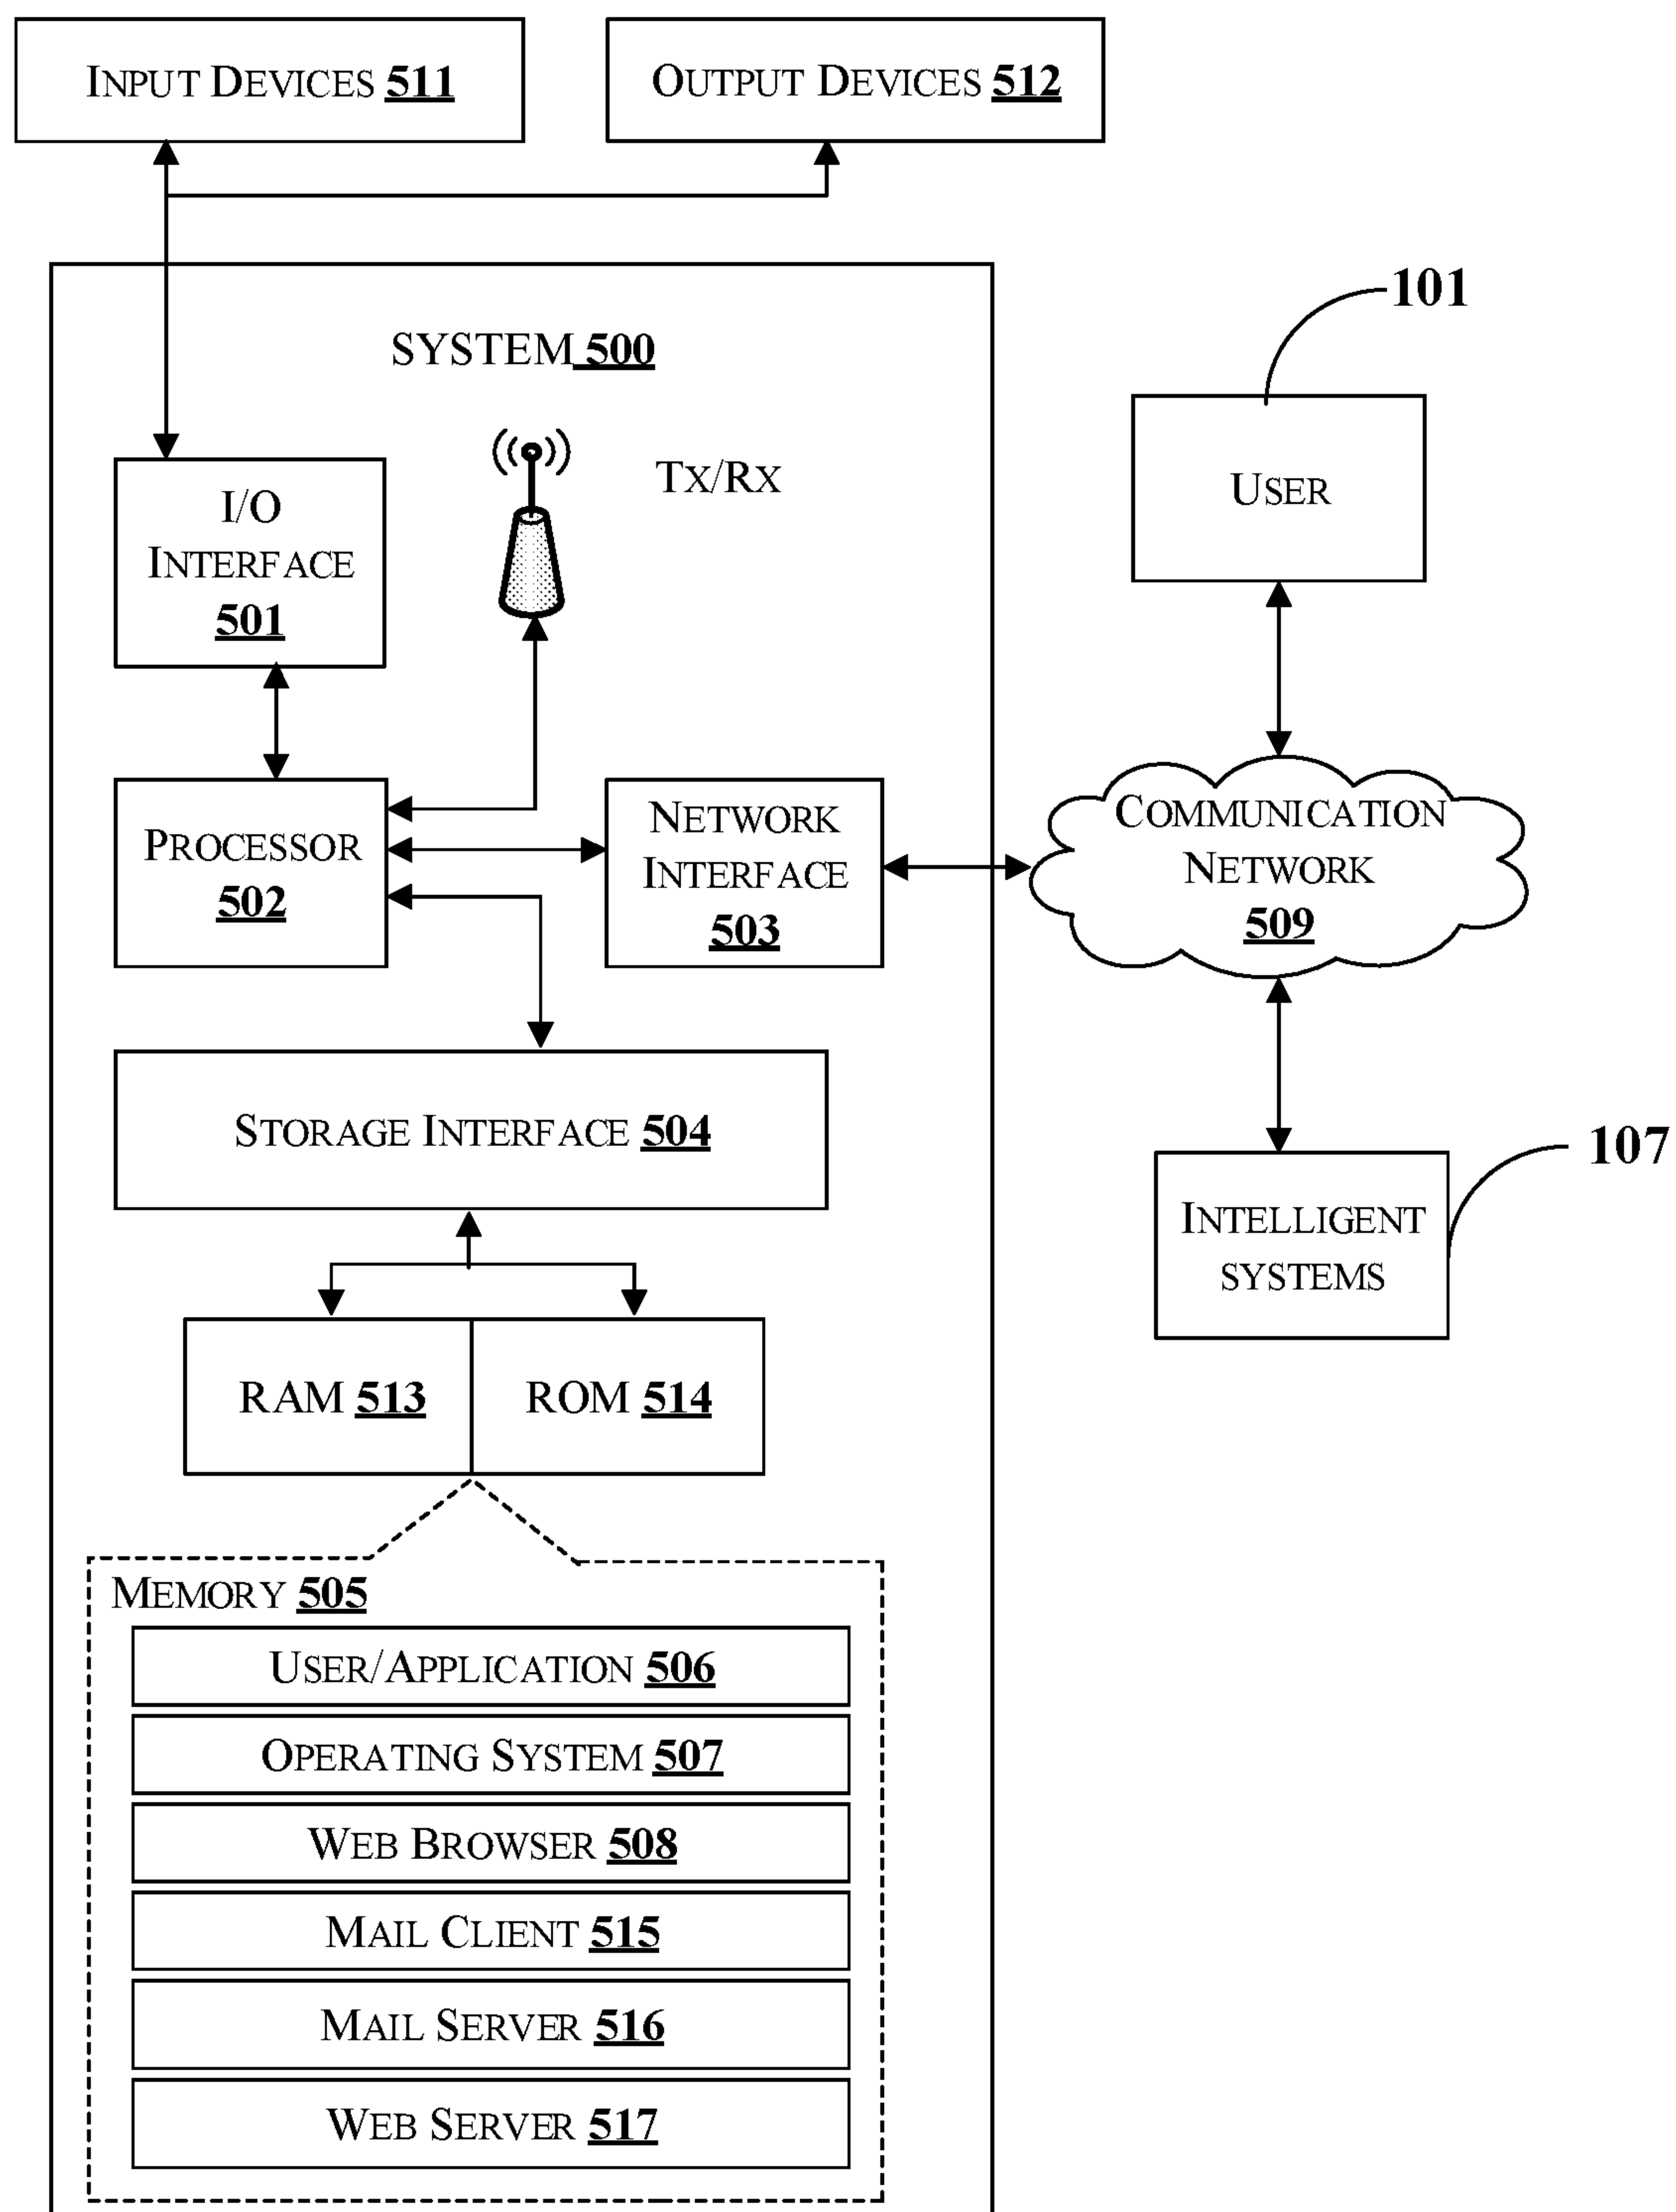 INPUT DEVICES 511
OUTPUT DEVICES 512
SYSTEM 500
TX/RX
I/O
INTERFACE
501
PROCESSOR
502
NETWORK
INTERFACE
503
STORAGE INTERFACE 504
RAM 513
ROM 514
MEMORY 505
USER/APPLICATION 506
OPERATING SYSTEM 507
WEB BROWSER 508
MAIL CLIENT 515
MAIL SERVER 516
WEB SERVER 517
101
USER
COMMUNICATION
NETWORK
509
107
INTELLIGENT
SYSTEMS